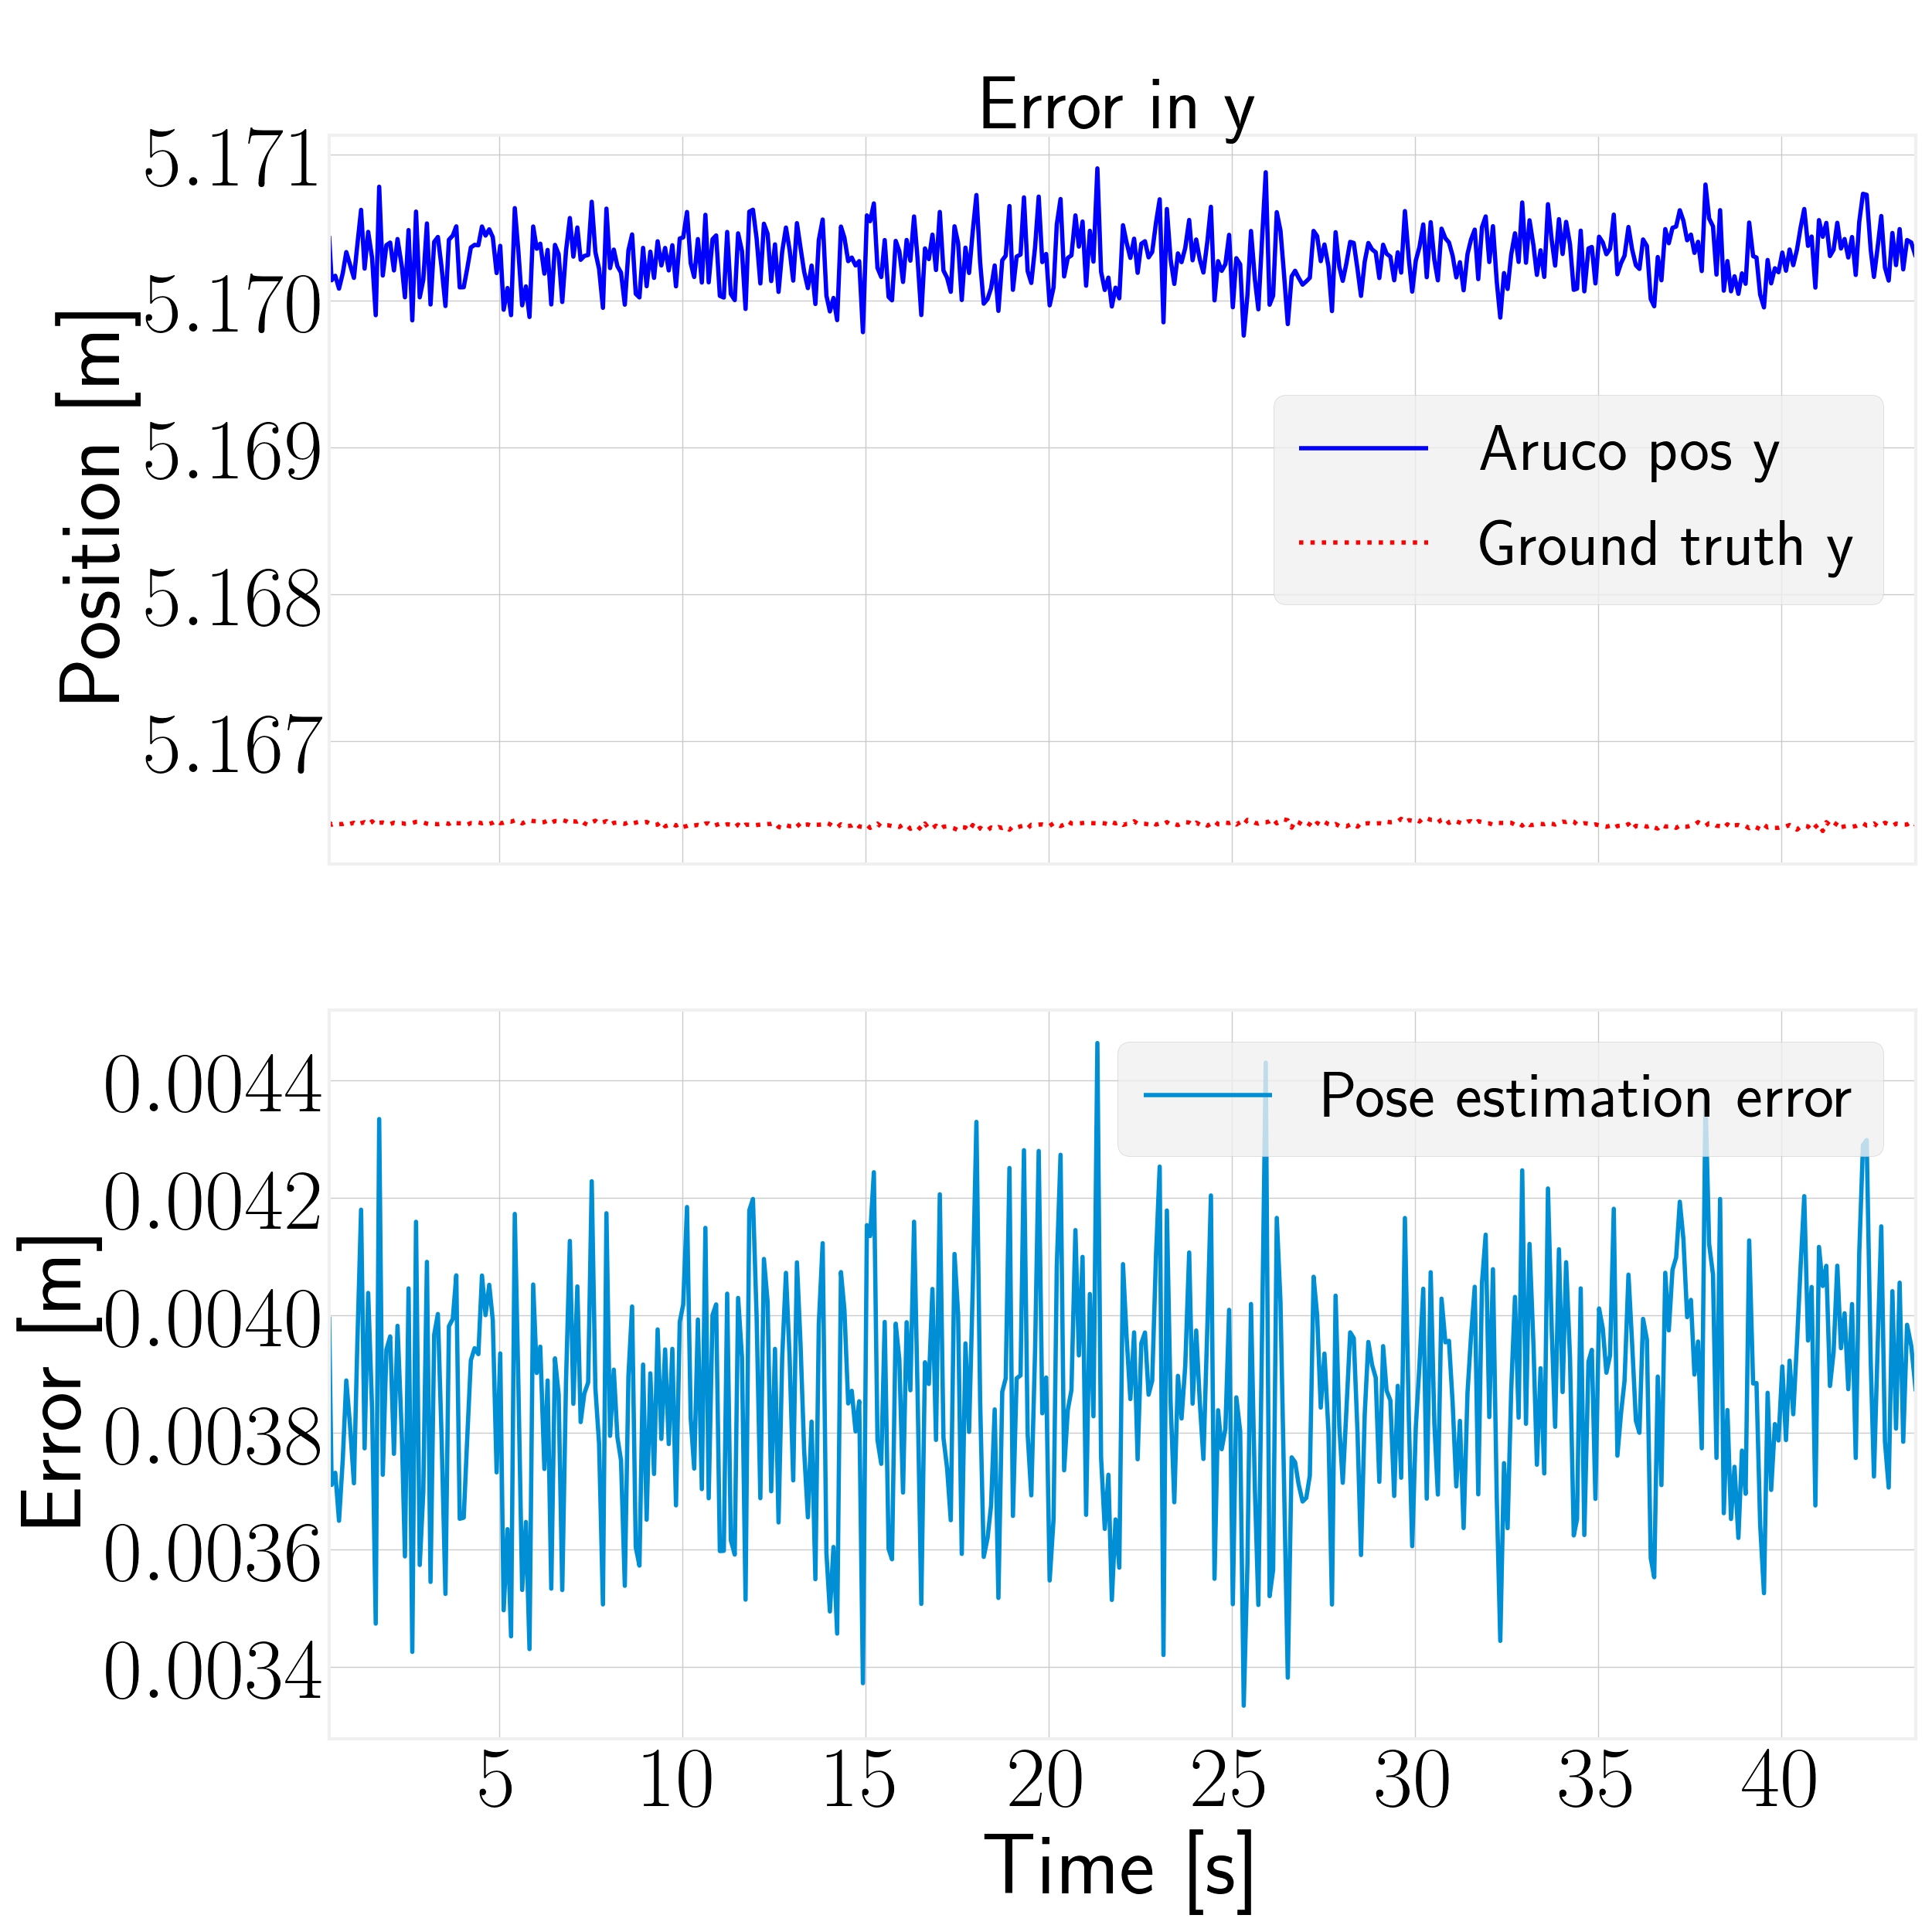 Error in y
Position [m]
5.171
5.170
5.169
5.168
5.167
Aruco pos y
Ground truth y
Error [m]
0.0044
0.0042
0.0040
0.0038
0.0036
0.0034
Pose estimation error
5 10 15 20 25 30 35 40
Time [s]